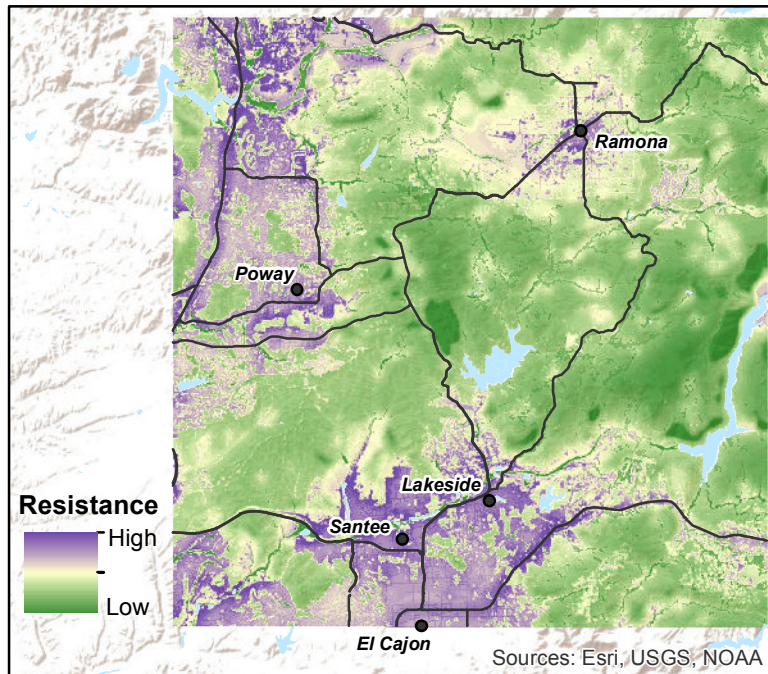 Ramona
Poway
Lakeside
Resistance
High
Santee
Low
El Cajon
Sources: Esri, USGS, NOAA